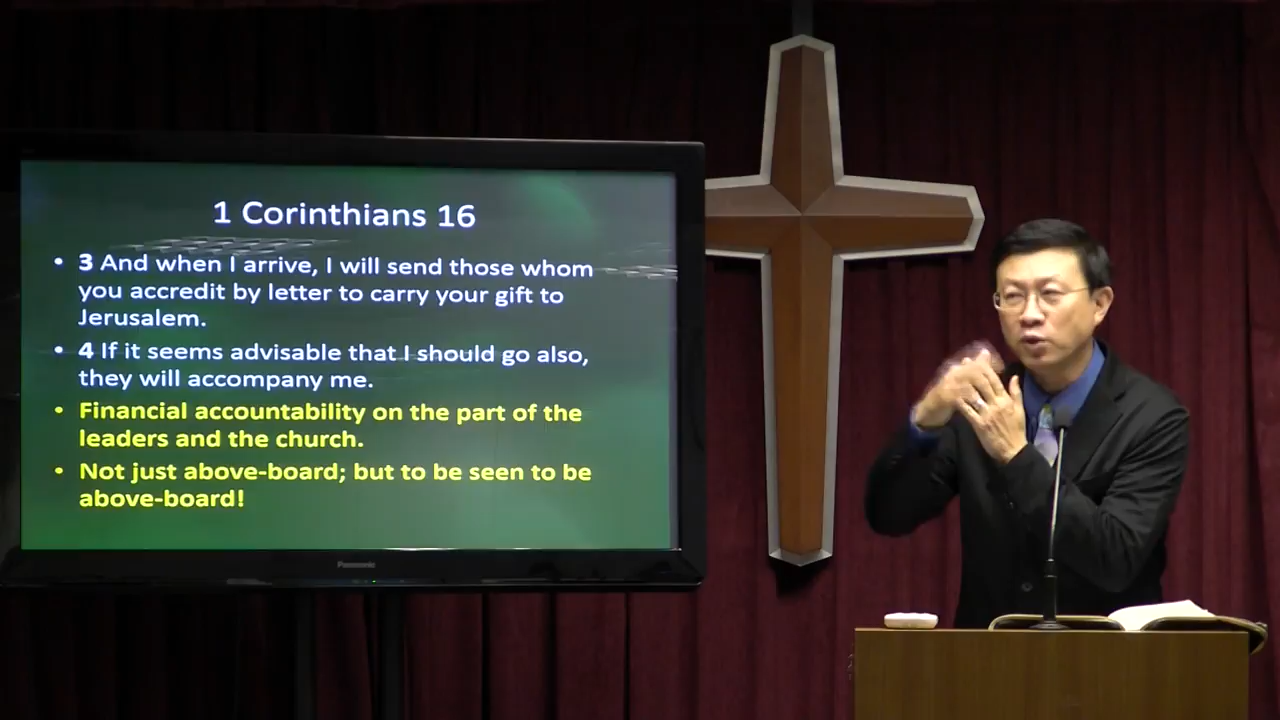 1 Corinthians 16
• 3 And when I arrive, I will send those whom
you accredit by letter to carry your gift to
Jerusalem.
• 4 If it seems advisable that I should go also,
they will accompany me.
• Financial accountability on the part of the
leaders and the church.
• Not just above-board; but to be seen to be
above-board!
Panasonic